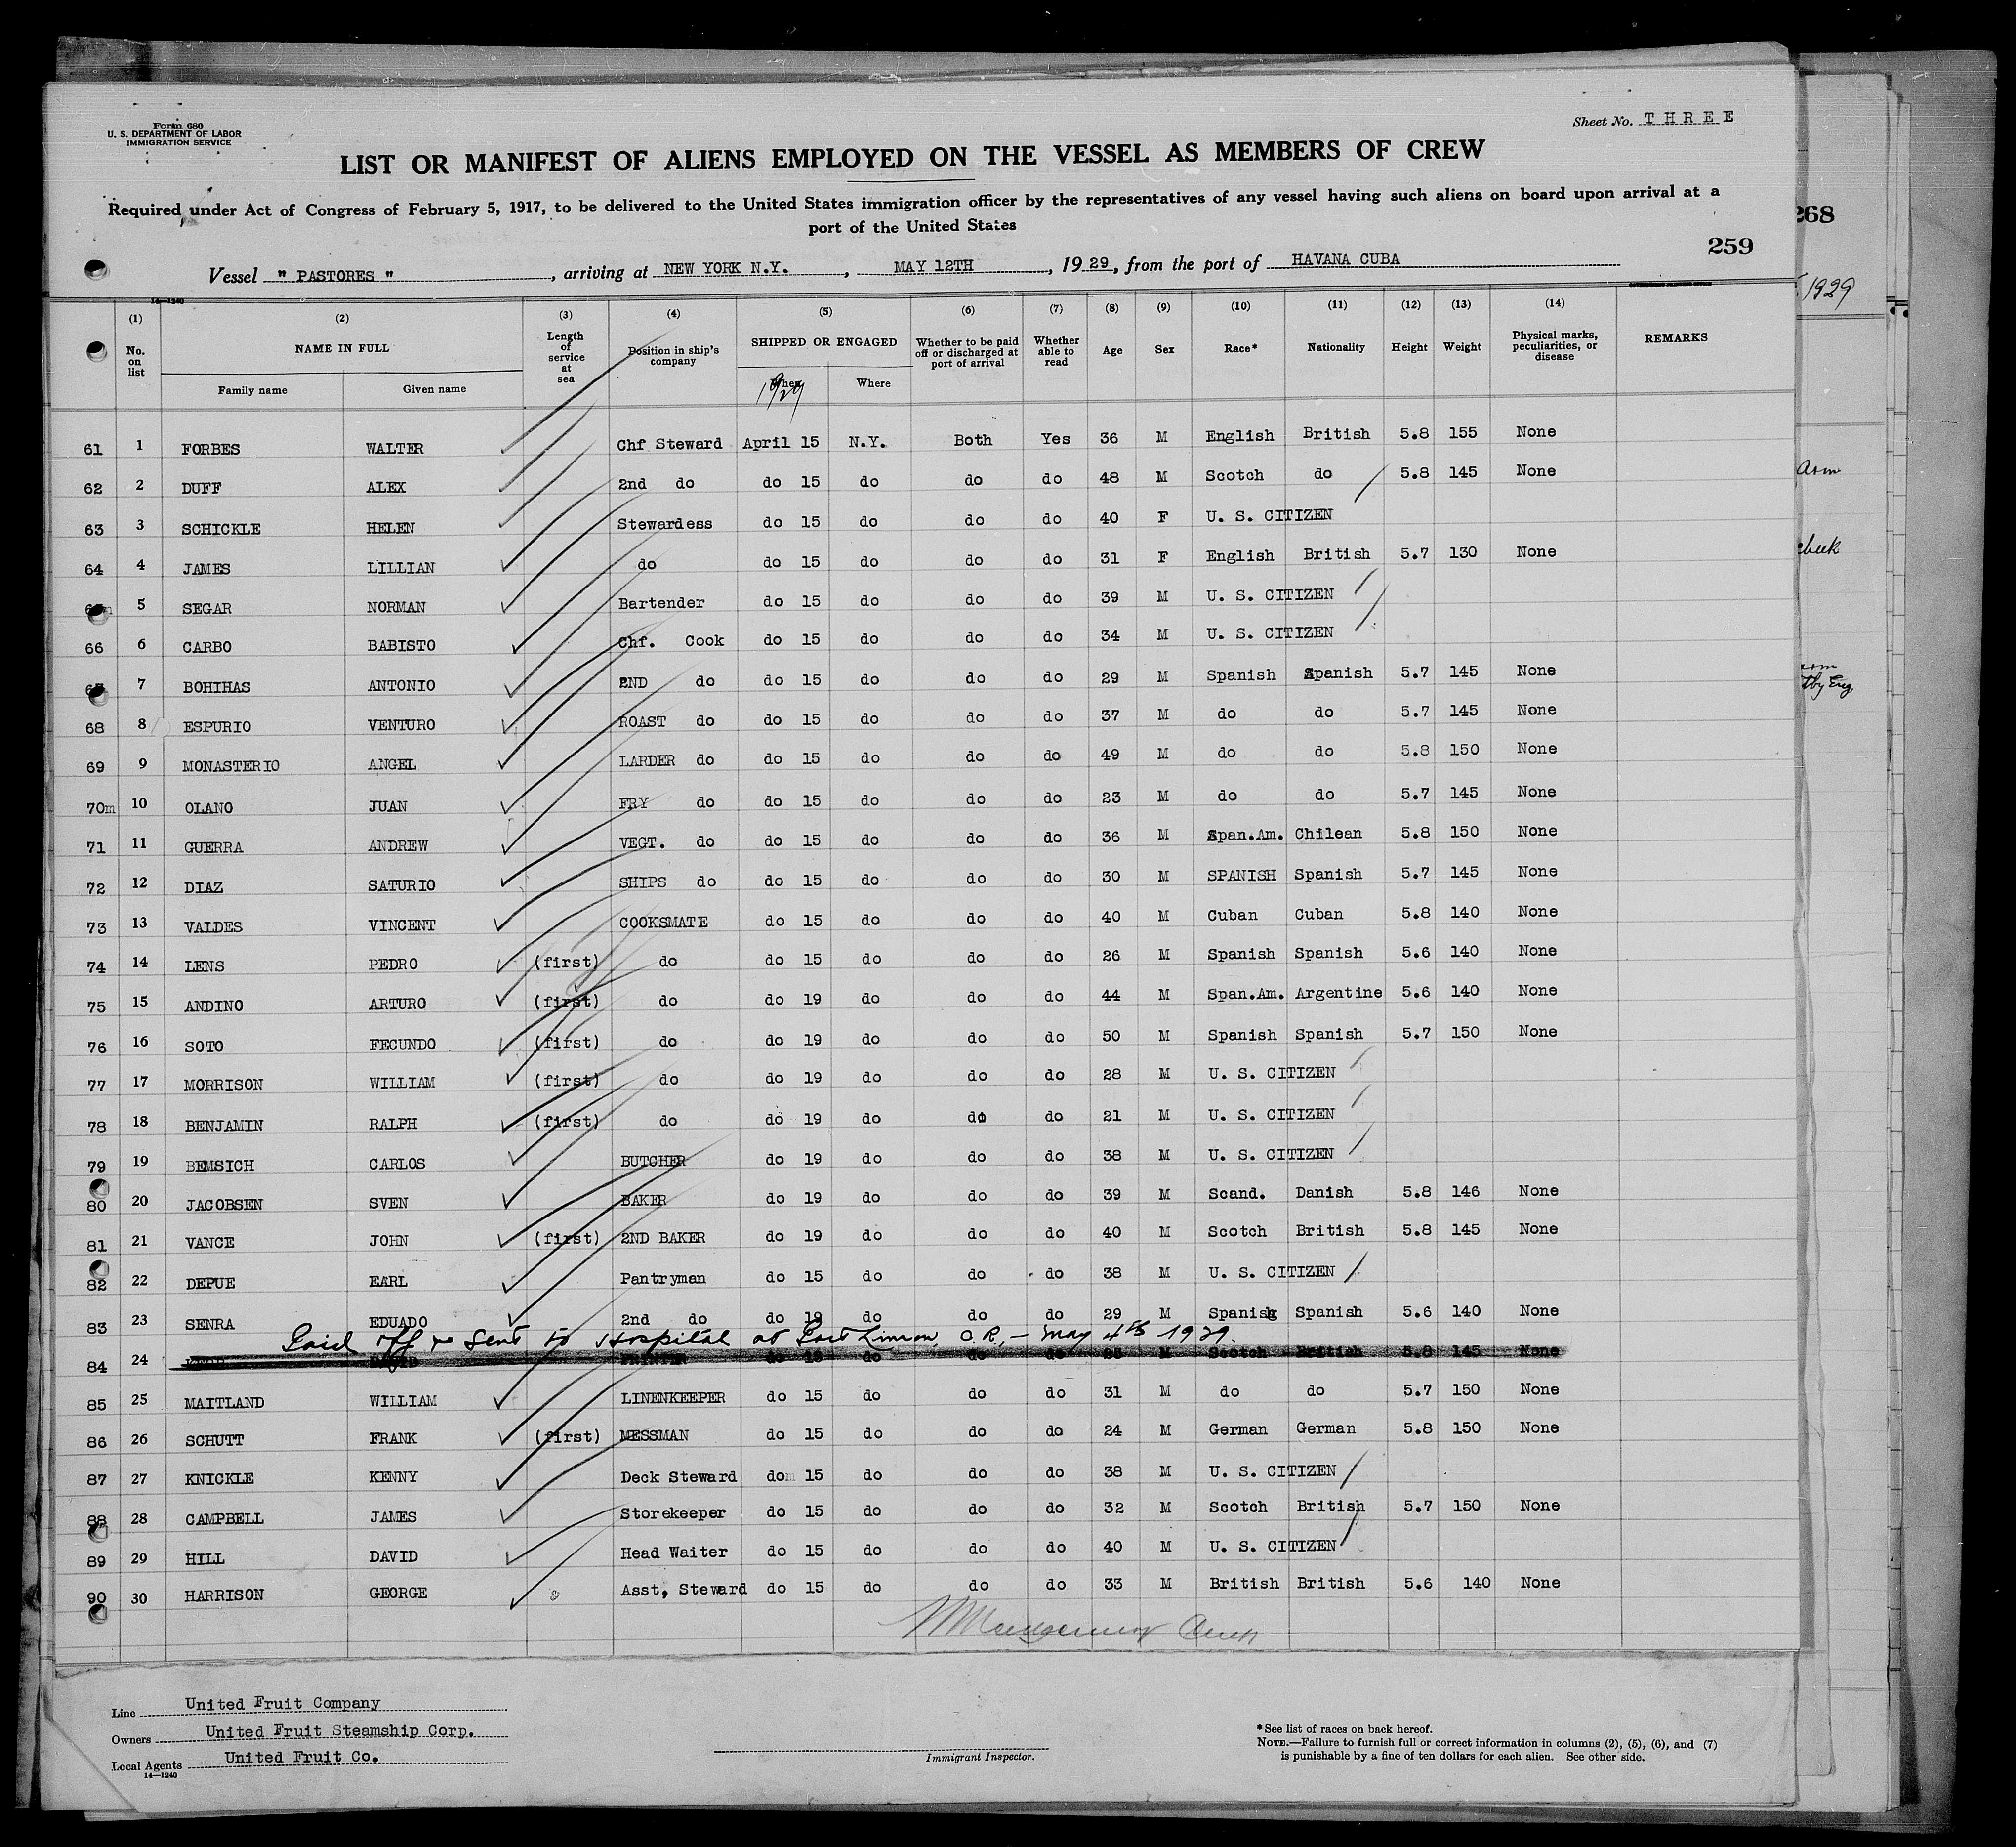 Form 680
U. S. DEPARTMENT OF LABOR
IMMIGRATION SERVICE
Sheet No. THREE
LIST OR MANIFEST OF ALIENS EMPLOYED ON THE VESSEL AS MEMBERS OF CREW
Required under Act of Congress of February 5, 1917, to be delivered to the United States immigration officer by the representatives of any vessel having such aliens on board upon arrival at a
port of the United States
268
259
Vessel " PASTORES ", arriving at NEW YORK N.Y., MAY 12TH, 1929, from the port of HAVANA CUBA
1929
14-1240
(1) (2) (3) (4) (5) (6) (7) (8) (9) (10) (11) (12) (13) (14)
No. on list NAME IN FULL Length of service at sea Position in ship's company SHIPPED OR ENGAGED Whether to be paid off or discharged at port of arrival Whether able to read Age Sex Race* Nationality Height Weight Physical marks, peculiarities, or disease REMARKS
Family name Given name When Where
1929
61 1 FORBES WALTER Chf Steward April 15 N.Y. Both Yes 36 M English British 5.8 155 None
62 2 DUFF ALEX 2nd do do 15 do do do 48 M Scotch do 5.8 145 None
63 3 SCHICKLE HELEN Stewardess do 15 do do do 40 F U. S. CITIZEN
64 4 JAMES LILLIAN do do 15 do do do 31 F English British 5.7 130 None
5 SEGAR NORMAN Bartender do 15 do do do 39 M U. S. CITIZEN
66 6 CARBO BABISTO Chf. Cook do 15 do do do 34 M U. S. CITIZEN
67 7 BOHIHAS ANTONIO 2ND do do 15 do do do 29 M Spanish Spanish 5.7 145 None
68 8 ESPURIO VENTURO ROAST do do 15 do do do 37 M do do 5.7 145 None
69 9 MONASTERIO ANGEL LARDER do do 15 do do do 49 M do do 5.8 150 None
70m 10 OLANO JUAN FRY do do 15 do do do 23 M do do 5.7 145 None
71 11 GUERRA ANDREW VEGT. do do 15 do do do 36 M Span.Am. Chilean 5.8 150 None
72 12 DIAZ SATURIO SHIPS do do 15 do do do 30 M SPANISH Spanish 5.7 145 None
73 13 VALDES VINCENT COOKSMATE do 15 do do do 40 M Cuban Cuban 5.8 140 None
74 14 LENS PEDRO (first) do do 15 do do do 26 M Spanish Spanish 5.6 140 None
75 15 ANDINO ARTURO (first) do do 19 do do do 44 M Span.Am. Argentine 5.6 140 None
76 16 SOTO FECUNDO (first) do do 19 do do do 50 M Spanish Spanish 5.7 150 None
77 17 MORRISON WILLIAM (first) do do 19 do do do 28 M U. S. CITIZEN
78 18 BENJAMIN RALPH (first) do do 19 do do do 21 M U. S. CITIZEN
79 19 BEMSICH CARLOS BUTCHER do 19 do do do 38 M U. S. CITIZEN
80 20 JACOBSEN SVEN BAKER do 19 do do do 39 M Scand. Danish 5.8 146 None
81 21 VANCE JOHN (first) 2ND BAKER do 19 do do do 40 M Scotch British 5.8 145 None
82 22 DEPUE EARL Pantryman do 15 do do do 38 M U. S. CITIZEN
83 23 SENRA EDUADO 2nd do do 19 do do do 29 M Spanish Spanish 5.6 140 None
Paid off & Sent to Hospital at Port Limon, C.R., - May 4th 1929.
84 24 DAVID PRINTER do 19 do do do 25 M Scotch British 5.8 145 None
85 25 MAITLAND WILLIAM LINENKEEPER do 15 do do do 31 M do do 5.7 150 None
86 26 SCHUTT FRANK (first) MESSMAN do 15 do do do 24 M German German 5.8 150 None
87 27 KNICKLE KENNY Deck Steward do 15 do do do 38 M U. S. CITIZEN
88 28 CAMPBELL JAMES Storekeeper do 15 do do do 32 M Scotch British 5.7 150 None
89 29 HILL DAVID Head Waiter do 15 do do do 40 M U. S. CITIZEN
90 30 HARRISON GEORGE Asst. Steward do 15 do do do 33 M British British 5.6 140 None
Line United Fruit Company
Owners United Fruit Steamship Corp.
Local Agents United Fruit Co.
14-1240
Immigrant Inspector.
*See list of races on back hereof.
NOTE.—Failure to furnish full or correct information in columns (2), (5), (6), and (7)
is punishable by a fine of ten dollars for each alien. See other side.